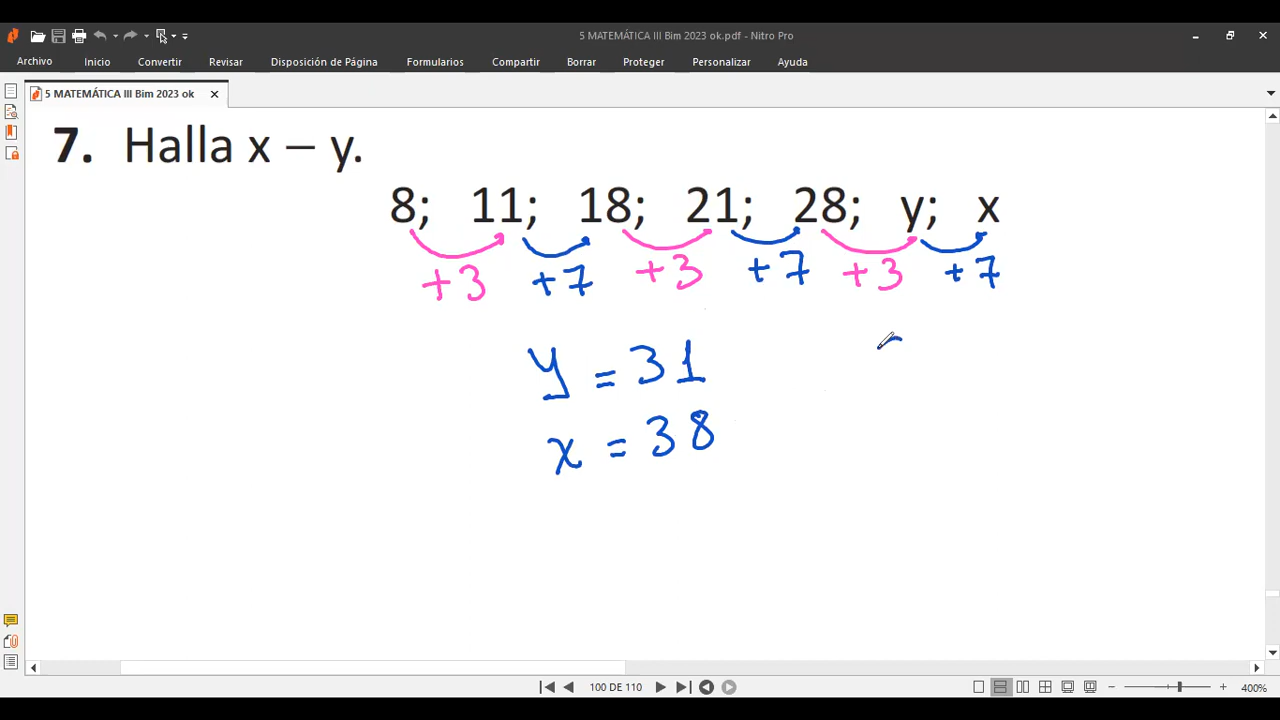 5 MATEMÁTICA III Bim 2023 ok.pdf - Nitro Pro
Archivo Inicio Convertir Revisar Disposición de Página Formularios Compartir Borrar Proteger Personalizar Ayuda
5 MATEMÁTICA III Bim 2023 ok
7. Halla x – y.
8; 11; 18; 21; 28; y; x
+3 +7 +3 +7 +3 +7
y = 31
x = 38
100 DE 110
400%